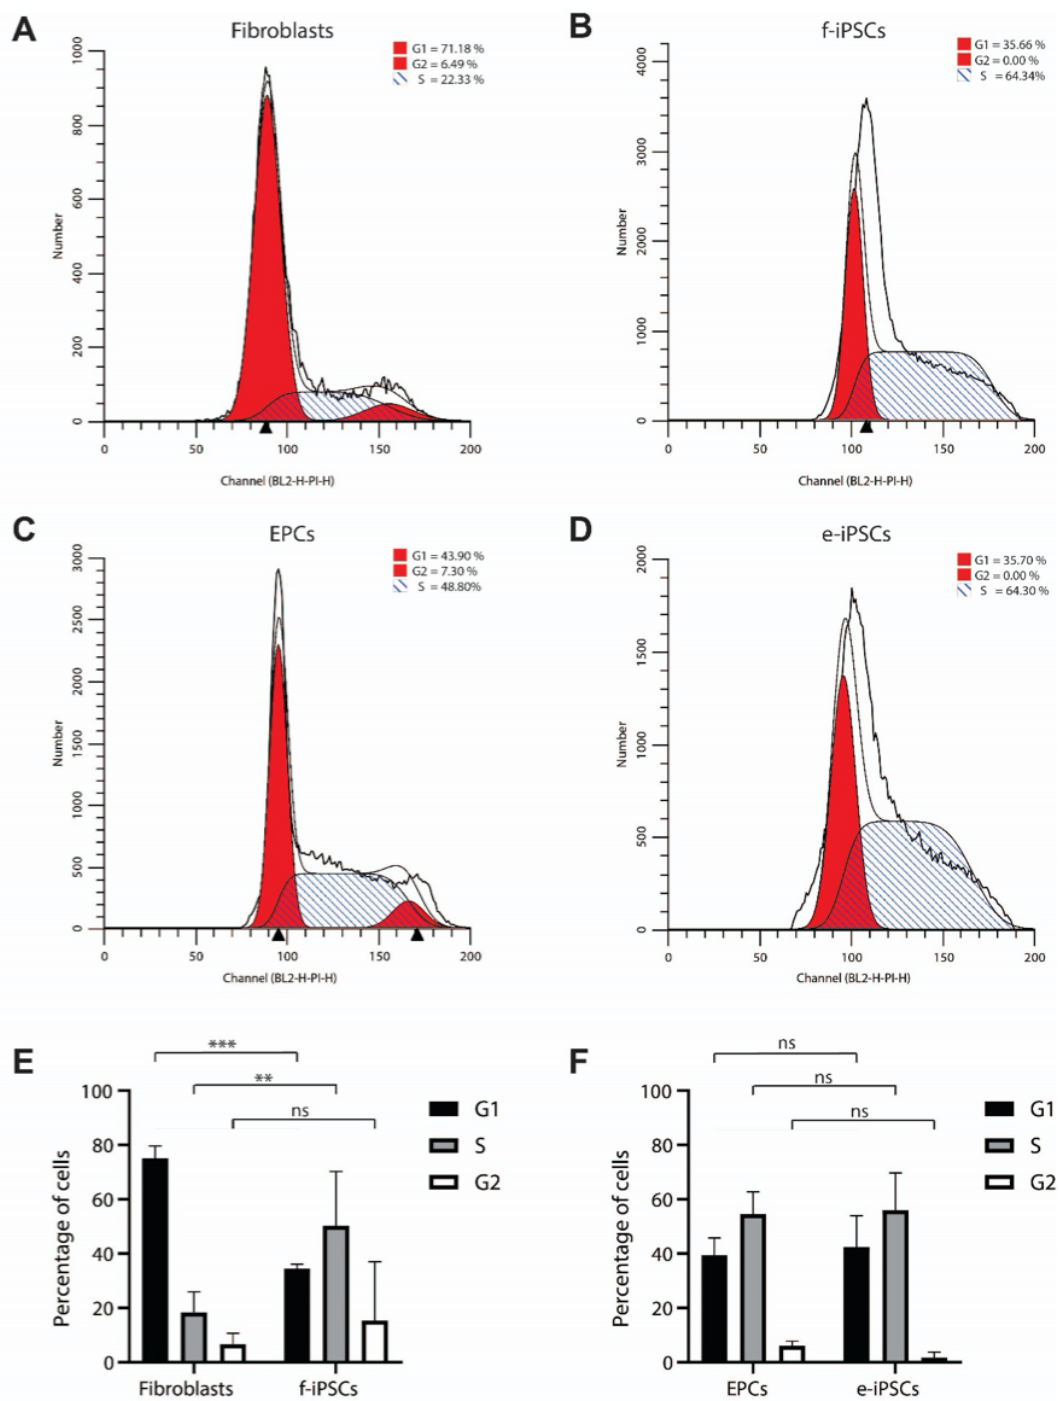 A
Fibroblasts
G1 = 71.18 %
G2 = 6.49 %
S = 22.33 %
Number
0
200
400
600
800
1000
0 50 100 150 200
Channel (BL2-H-PI-H)
B
f-iPSCs
G1 = 35.66 %
G2 = 0.00 %
S = 64.34%
Number
0
1000
2000
3000
4000
0 50 100 150 200
Channel (BL2-H-PI-H)
C
EPCs
G1 = 43.90 %
G2 = 7.30 %
S = 48.80%
Number
0
500
1000
1500
2000
2500
3000
0 50 100 150 200
Channel (BL2-H-PI-H)
D
e-iPSCs
G1 = 35.70 %
G2 = 0.00 %
S = 64.30 %
Number
0
500
1000
1500
2000
0 50 100 150 200
Channel (BL2-H-PI-H)
E
***
**
ns
Percentage of cells
100
80
60
40
20
0
Fibroblasts f-iPSCs
G1
S
G2
F
ns
ns
ns
Percentage of cells
100
80
60
40
20
0
EPCs e-iPSCs
G1
S
G2